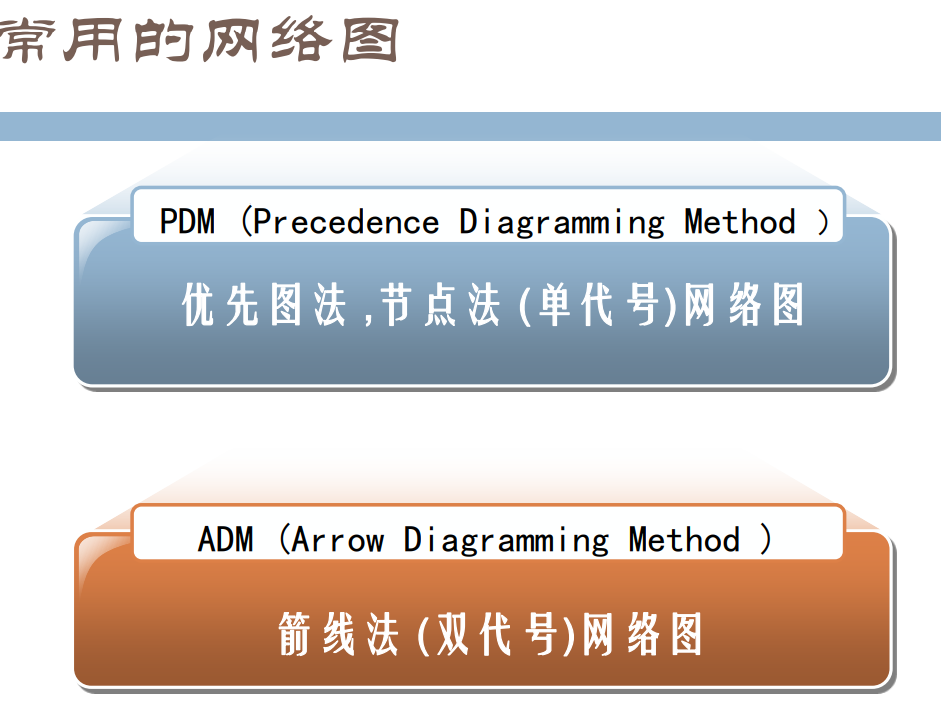 常用的网络图
PDM (Precedence Diagramming Method )
优先图法,节点法(单代号)网络图
ADM (Arrow Diagramming Method )
箭线法(双代号)网络图